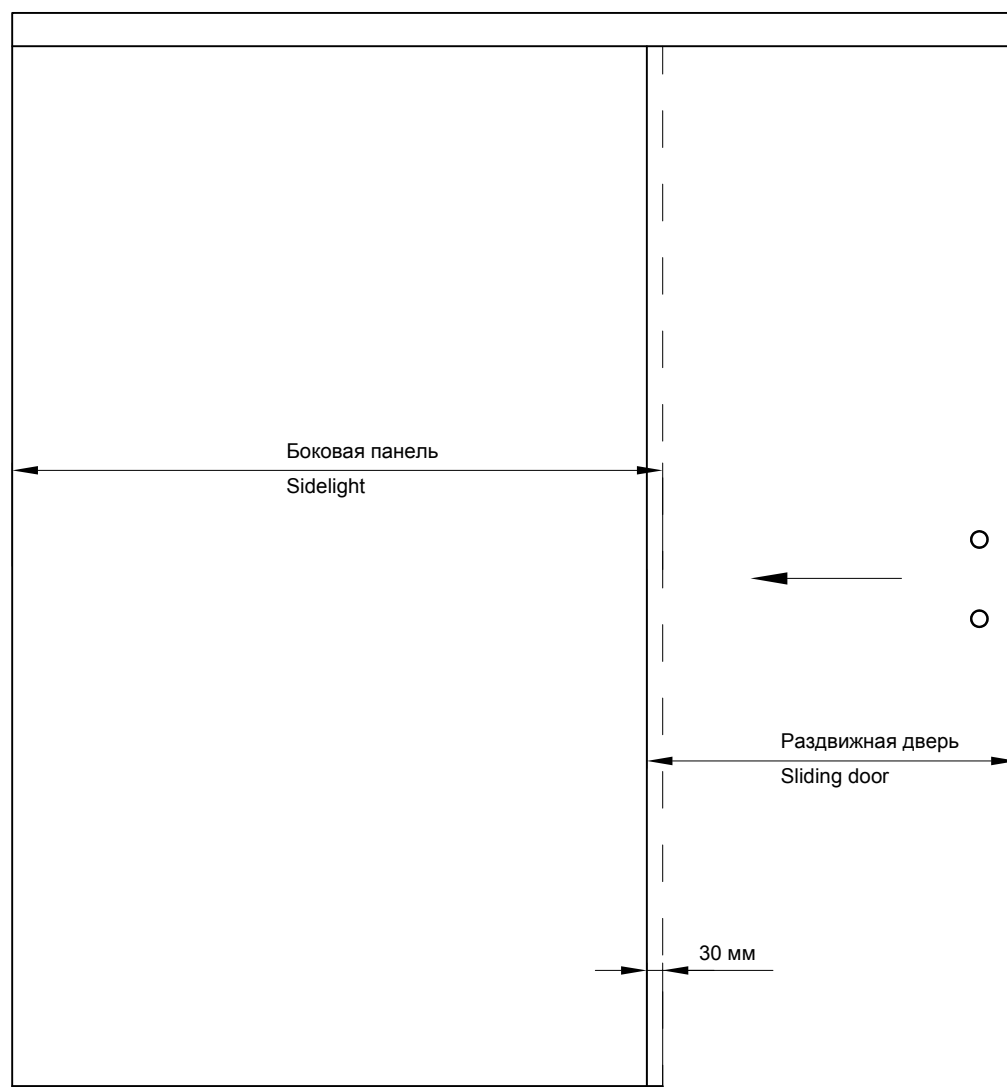 Боковая панель
Sidelight
Раздвижная дверь
Sliding door
30 мм